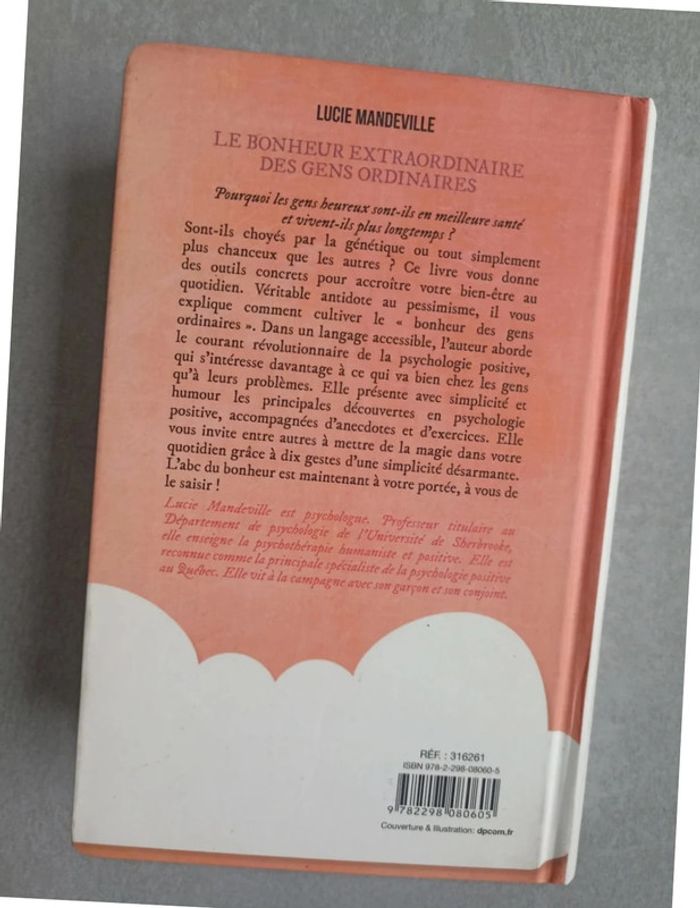 LUCIE MANDEVILLE
LE BONHEUR EXTRAORDINAIRE
DES GENS ORDINAIRES
Pourquoi les gens heureux sont-ils en meilleure santé
et vivent-ils plus longtemps ?
Sont-ils choyés par la génétique ou tout simplement
plus chanceux que les autres ? Ce livre vous donne
des outils concrets pour accroître votre bien-être au
quotidien. Véritable antidote au pessimisme, il vous
explique comment cultiver le « bonheur des gens
ordinaires ». Dans un langage accessible, l'auteur aborde
le courant révolutionnaire de la psychologie positive,
qui s'intéresse davantage à ce qui va bien chez les gens
qu'à leurs problèmes. Elle présente avec simplicité et
humour les principales découvertes en psychologie
positive, accompagnées d'anecdotes et d'exercices. Elle
vous invite entre autres à mettre de la magie dans votre
quotidien grâce à dix gestes d'une simplicité désarmante.
L'abc du bonheur est maintenant à votre portée, à vous de
le saisir !
Lucie Mandeville est psychologue. Professeur titulaire au
Département de psychologie de l'Université de Sherbrooke,
elle enseigne la psychothérapie humaniste et positive. Elle est
reconnue comme la principale spécialiste de la psychologie positive
au Québec. Elle vit à la campagne avec son garçon et son conjoint.
RÉF. : 316261
ISBN 978-2-298-08060-5
9 782298 080605
Couverture & Illustration: dpcom.fr